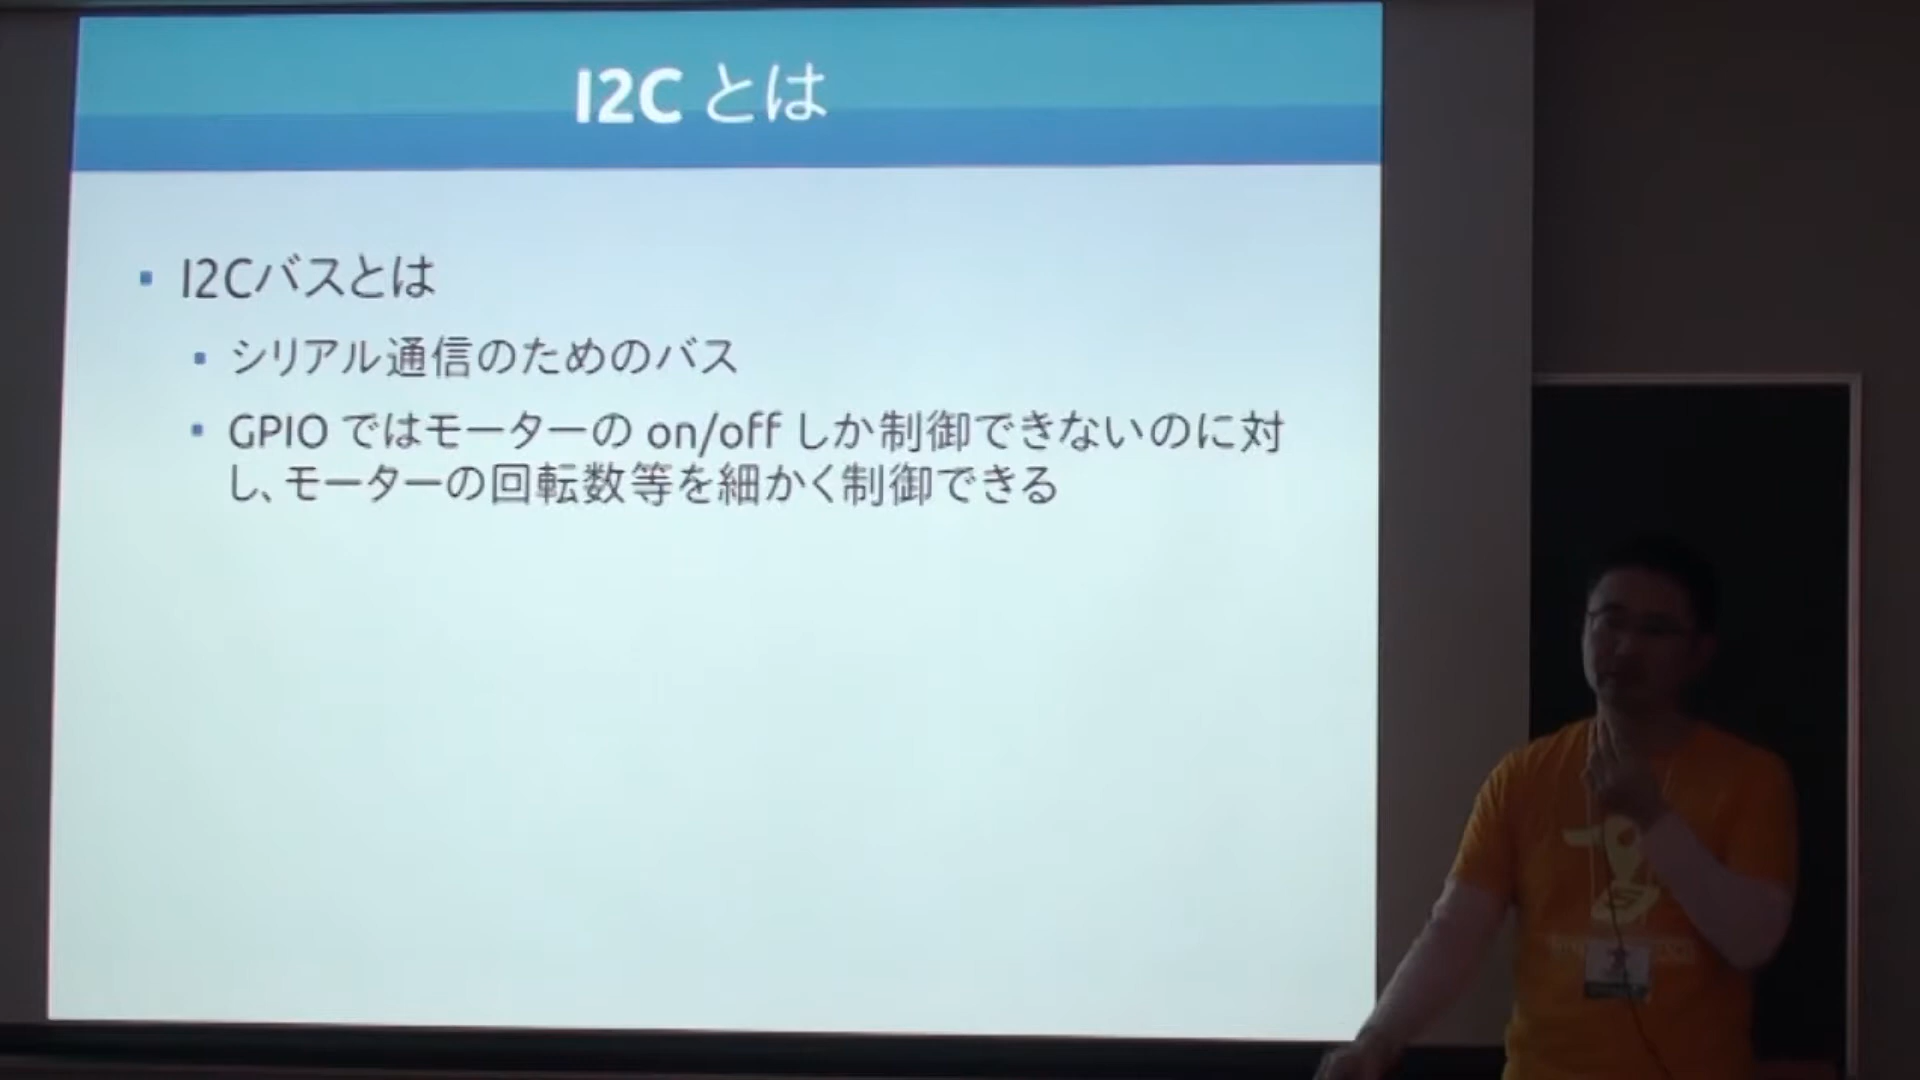 I2C とは
I2Cバスとは
シリアル通信のためのバス
GPIO ではモーターの on/off しか制御できないのに対
し、モーターの回転数等を細かく制御できる